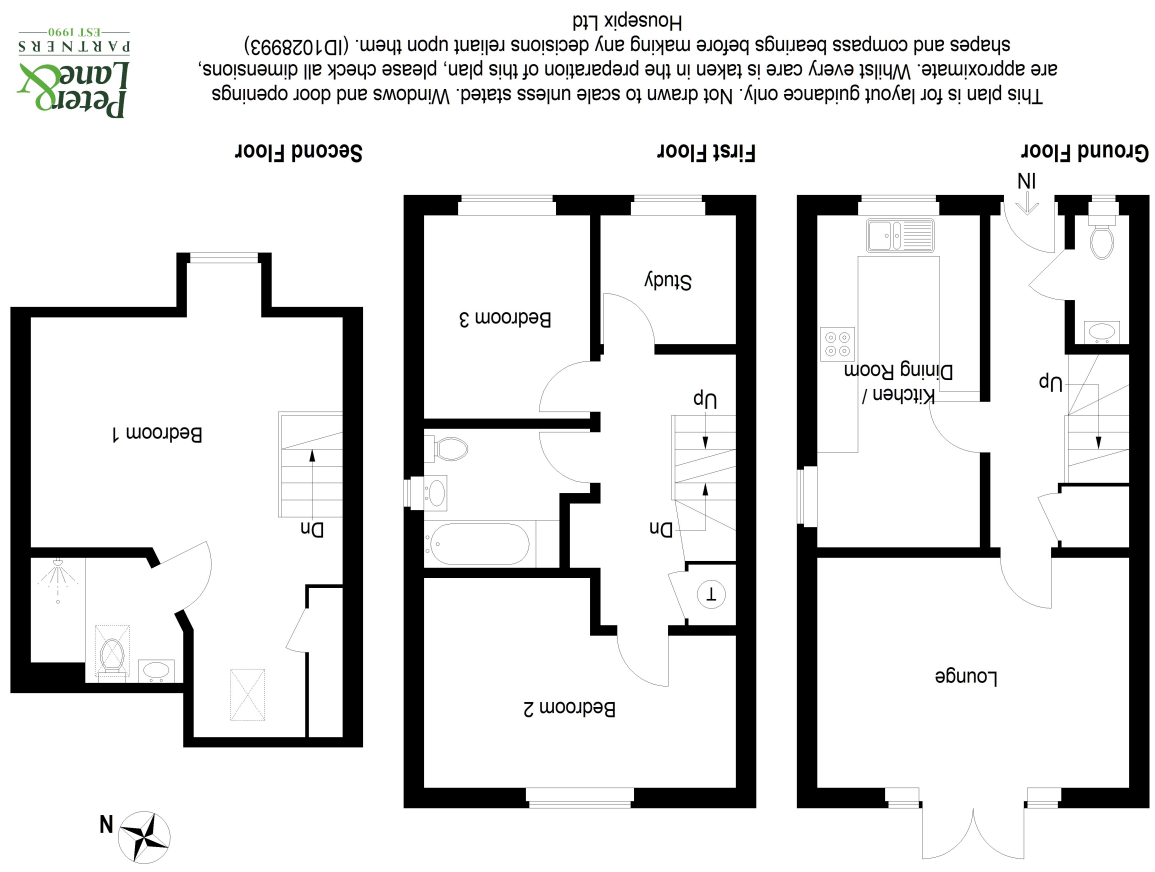 N
Lounge
Kitchen /
Dining Room
Up
IN
Ground Floor
Bedroom 2
T
Dn
Up
Bedroom 3
Study
First Floor
Dn
Bedroom 1
Second Floor
This plan is for layout guidance only. Not drawn to scale unless stated. Windows and door openings
are approximate. Whilst every care is taken in the preparation of this plan, please check all dimensions,
shapes and compass bearings before making any decisions reliant upon them. (ID1028993)
Housepix Ltd
Peter
Lane &
PARTNERS
EST 1990